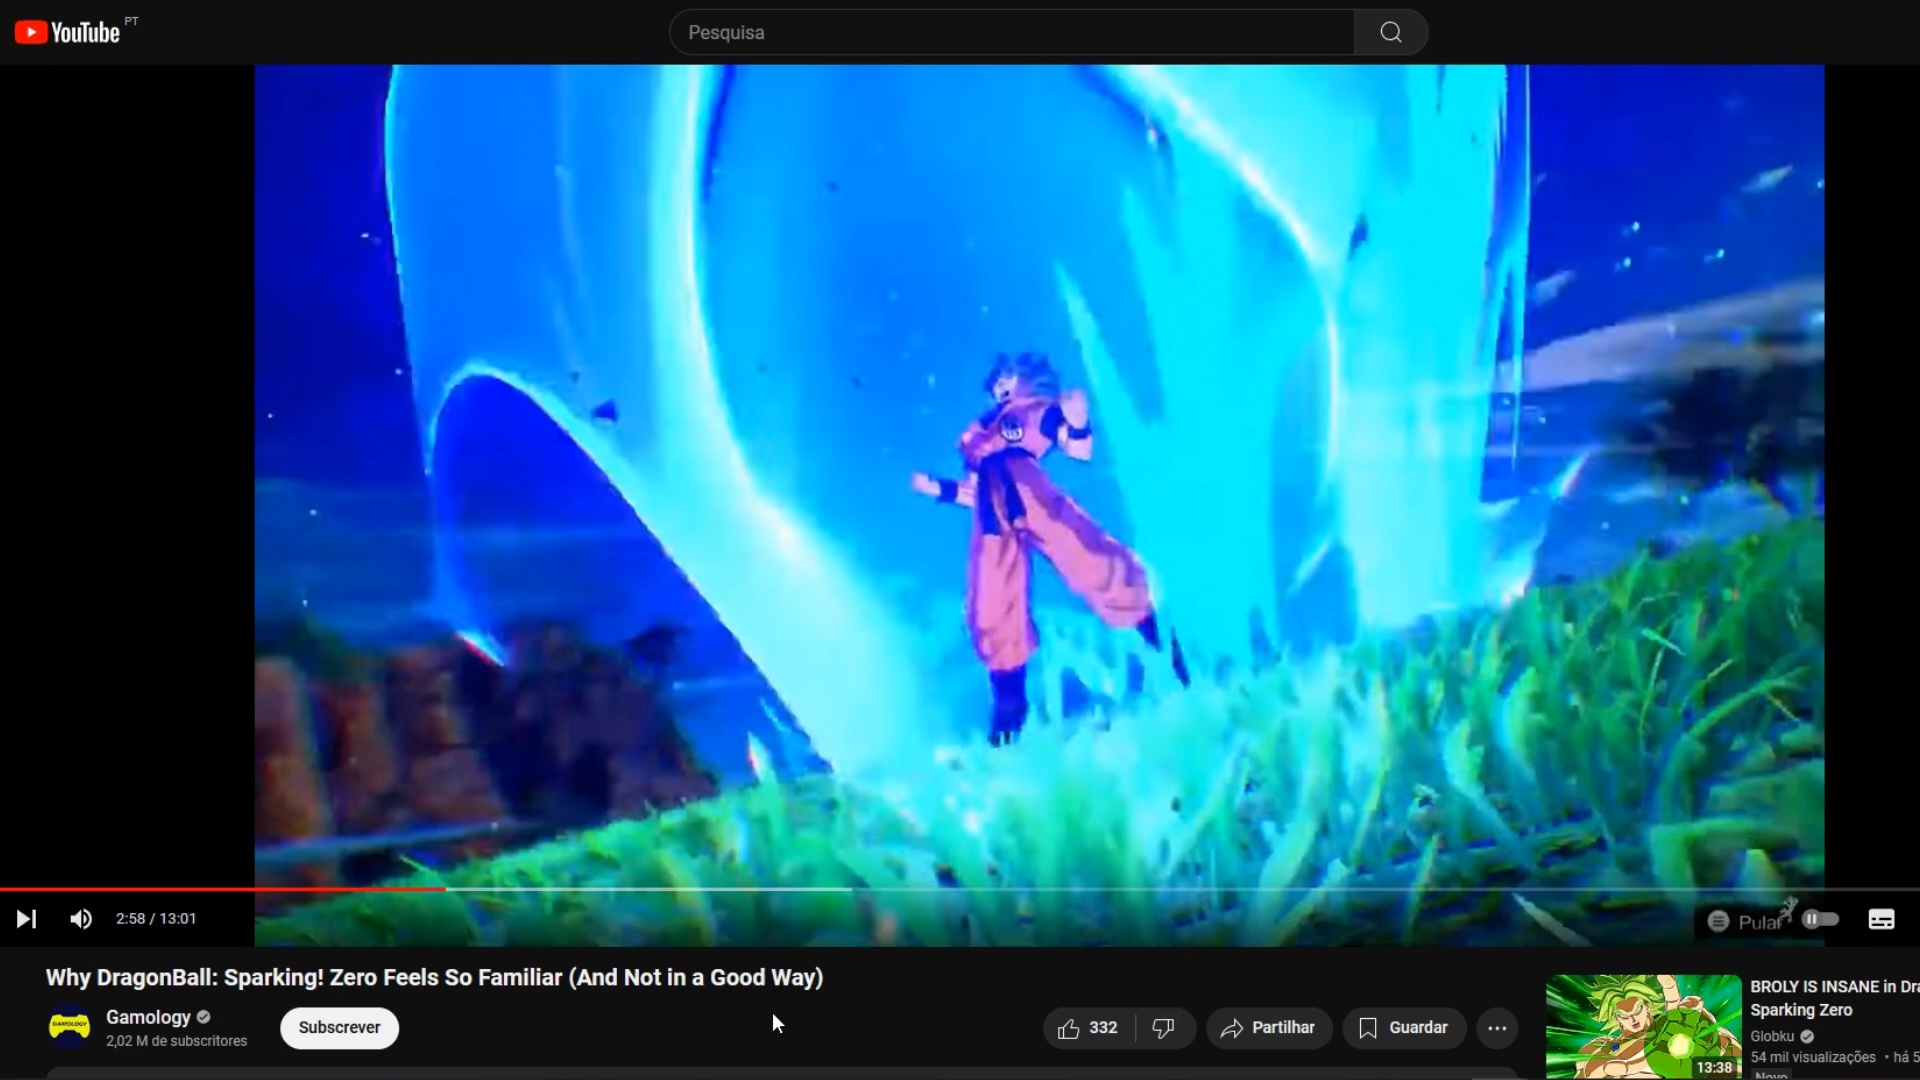 YouTube PT
Pesquisa
2:58 / 13:01
Pular
Why DragonBall: Sparking! Zero Feels So Familiar (And Not in a Good Way)
Gamology
2,02 M de subscritores
Subscrever
332
Partilhar
Guardar
BROLY IS INSANE in Dra
Sparking Zero
Globku
54 mil visualizações • há 5
Novo
13:38